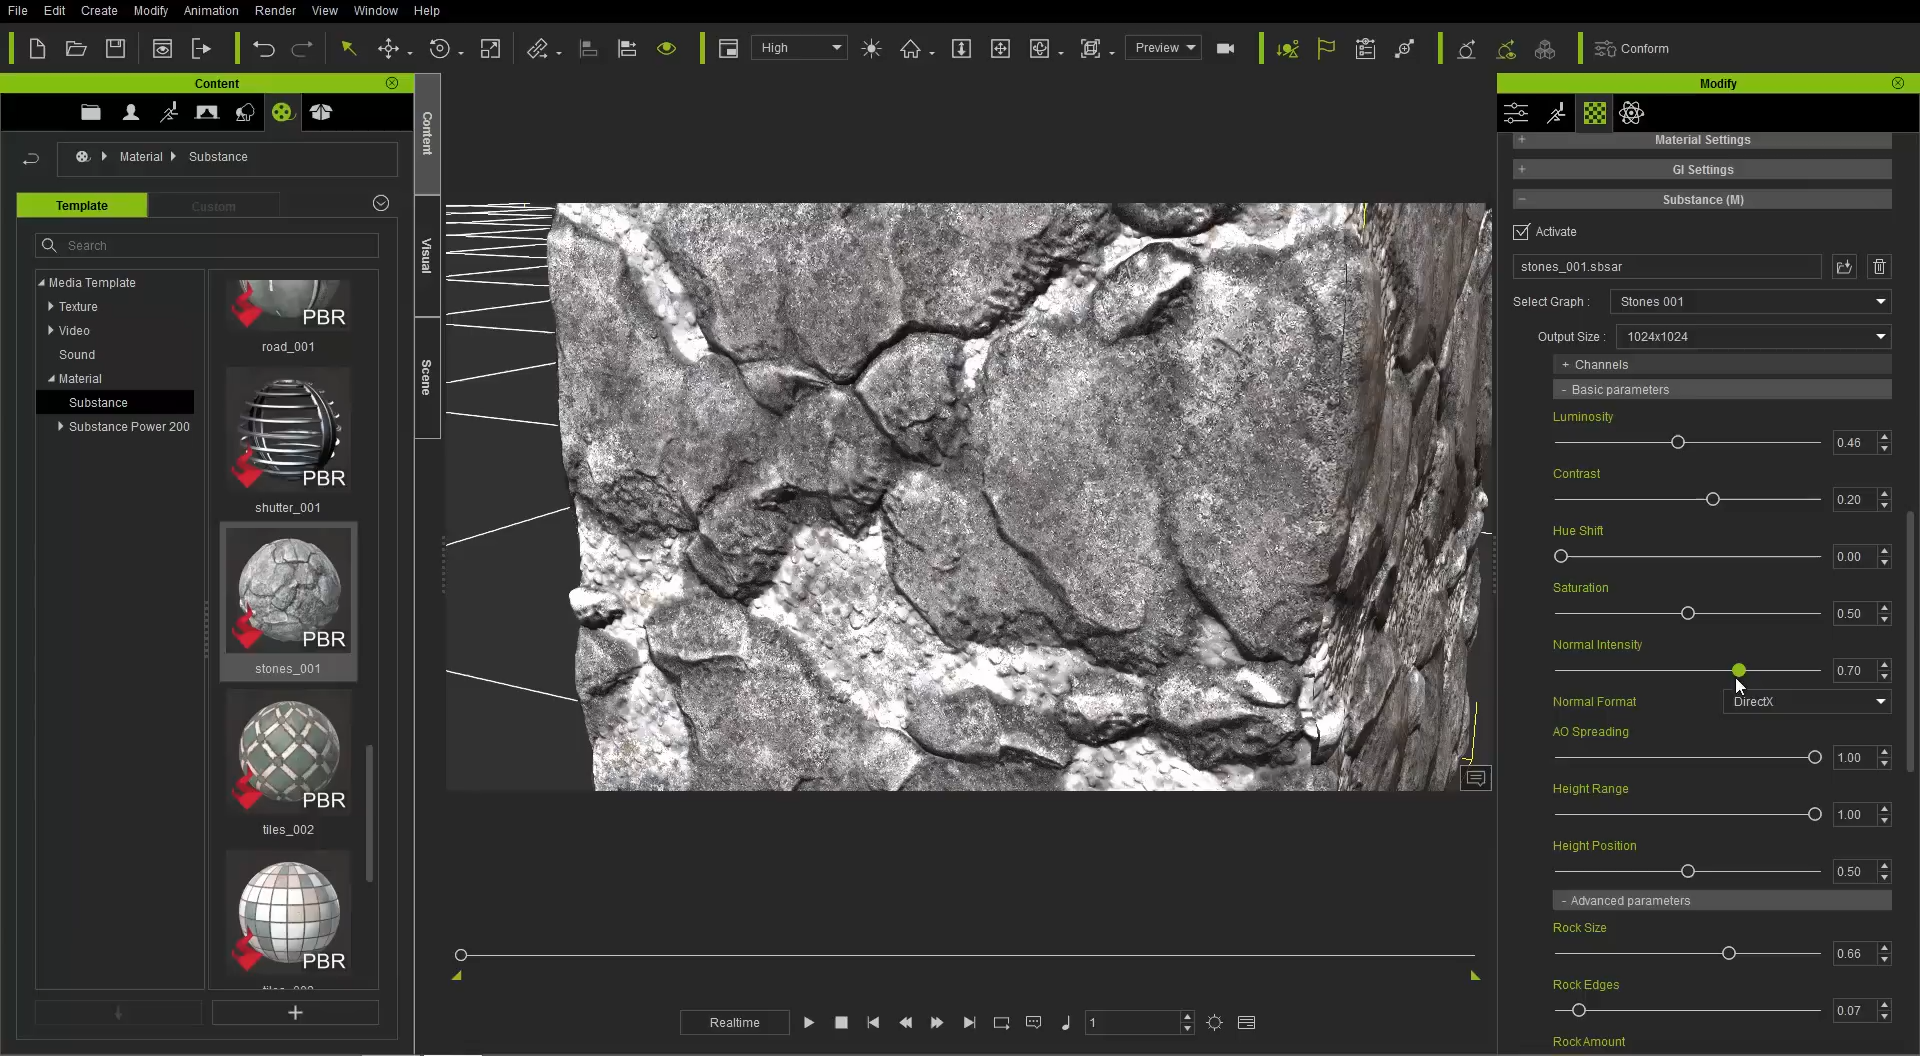 File Edit Create Modify Animation Render View Window Help
High
Preview
Conform
Content
Material Substance
Template Custom
Search
Media Template
Texture
Video
Sound
Material
Substance
Substance Power 200
PBR
road_001
PBR
shutter_001
PBR
stones_001
PBR
tiles_002
PBR
Content
Visual
Scene
Realtime
1
Modify
Material Settings
GI Settings
Substance (M)
Activate
stones_001.sbsar
Select Graph : Stones 001
Output Size : 1024x1024
+ Channels
- Basic parameters
Luminosity
0.46
Contrast
0.20
Hue Shift
0.00
Saturation
0.50
Normal Intensity
0.70
Normal Format DirectX
AO Spreading
1.00
Height Range
1.00
Height Position
0.50
- Advanced parameters
Rock Size
0.66
Rock Edges
0.07
Rock Amount